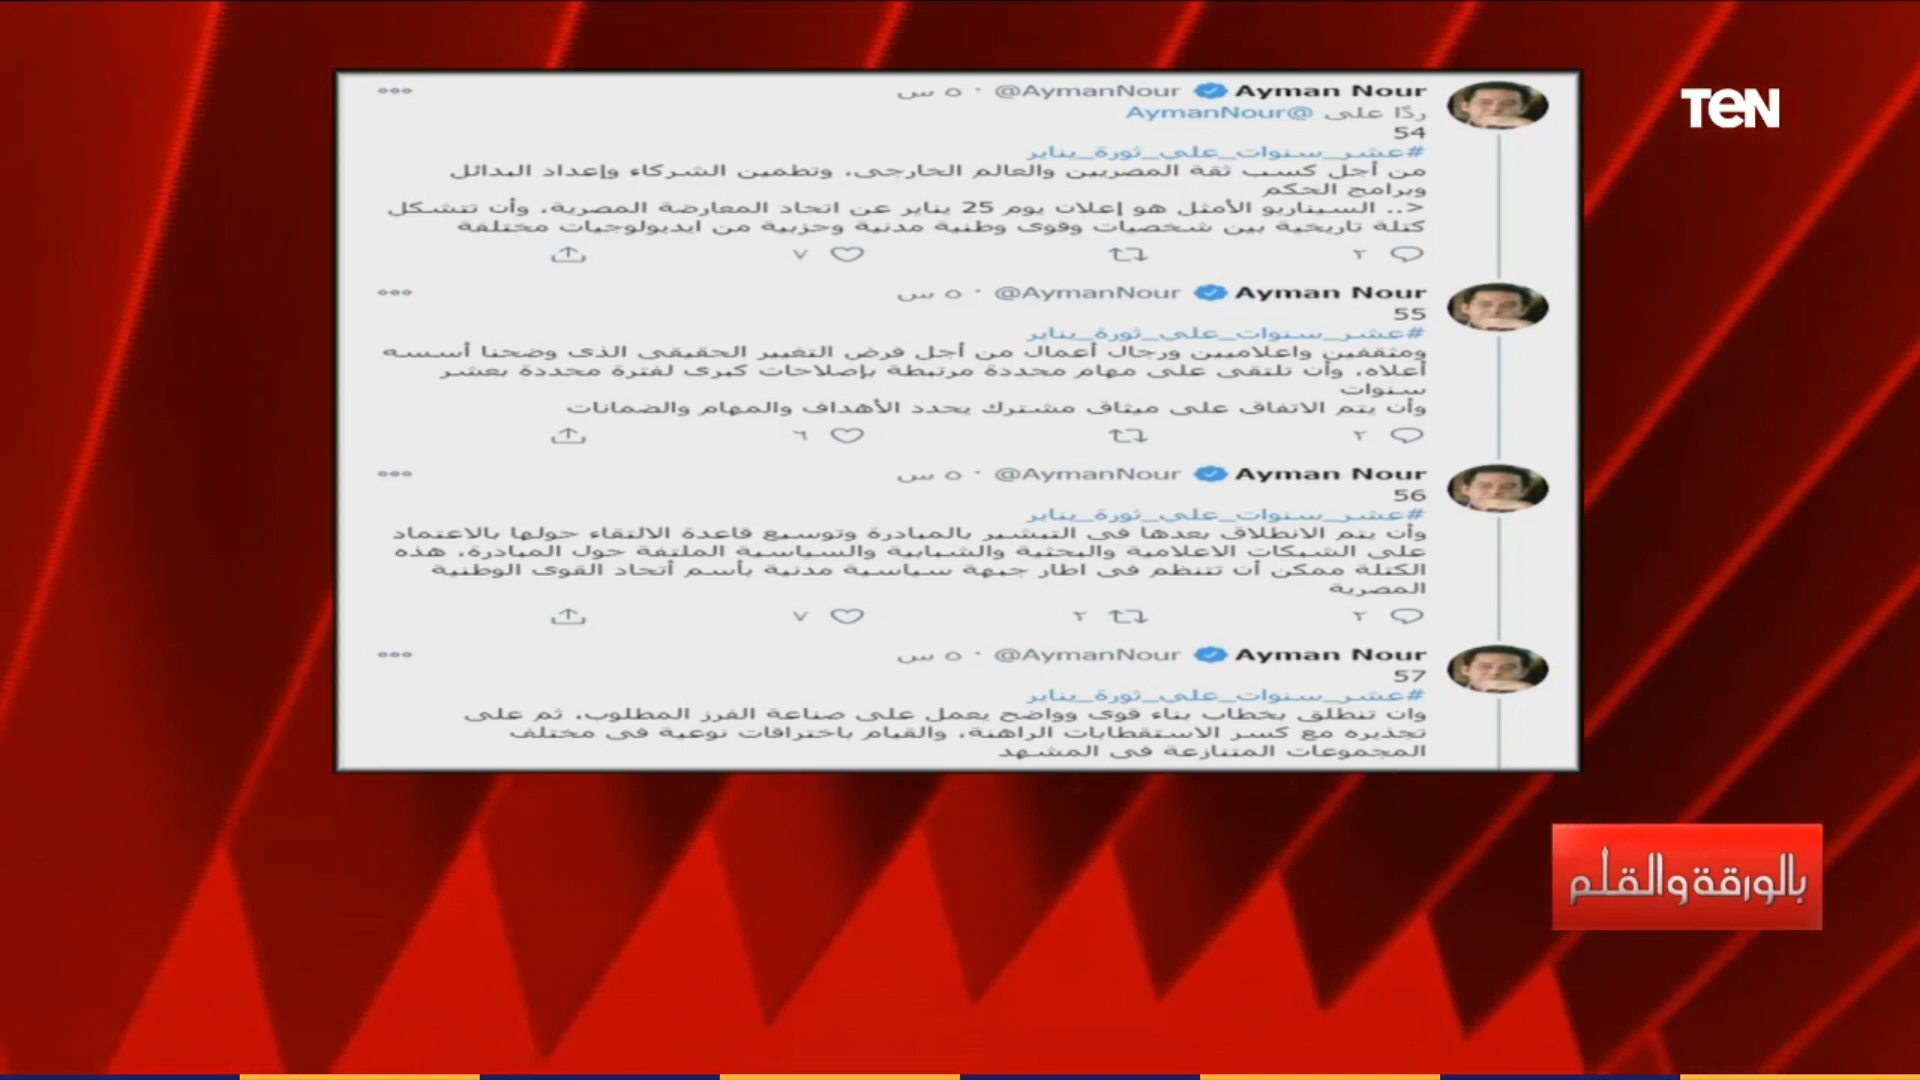 Ayman Nour @AymanNour · ٥ س
ردًا على @AymanNour
54
#عشر_سنوات_علي_ثورة_يناير
من أجل كسب ثقة المصريين والعالم الخارجى، وتطمين الشركاء وإعداد البدائل
وبرامج الحكم
>.. السيناريو الأمثل هو إعلان يوم 25 يناير عن اتحاد المعارضة المصرية، وأن تتشكل
كتلة تاريخية بين شخصيات وقوى وطنية مدنية وحزبية من ايديولوجيات مختلفة
٢ ٧
Ayman Nour @AymanNour · ٥ س
55
#عشر_سنوات_علي_ثورة_يناير
ومثقفين واعلاميين ورجال أعمال من أجل فرض التغيير الحقيقى الذى وضحنا أسسه
أعلاه، وأن تلتقى على مهام محددة مرتبطة بإصلاحات كبرى لفترة محددة بعشر
سنوات
وأن يتم الاتفاق على ميثاق مشترك يحدد الأهداف والمهام والضمانات
٢ ٦
Ayman Nour @AymanNour · ٥ س
56
#عشر_سنوات_علي_ثورة_يناير
وأن يتم الانطلاق بعدها فى التبشير بالمبادرة وتوسيع قاعدة الالتقاء حولها بالاعتماد
على الشبكات الاعلامية والبحثية والشبابية والسياسية الملتفة حول المبادرة، هذه
الكتلة ممكن أن تتنظم فى اطار جبهة سياسية مدنية بأسم أتحاد القوى الوطنية
المصرية
٢ ٢ ٧
Ayman Nour @AymanNour · ٥ س
57
#عشر_سنوات_علي_ثورة_يناير
وان تنطلق بخطاب بناء قوى وواضح يعمل على صناعة الفرز المطلوب، ثم على
تجذيره مع كسر الاستقطابات الراهنة، والقيام باختراقات نوعية فى مختلف
المجموعات المتنازعة فى المشهد
TeN
بالورقة والقلم